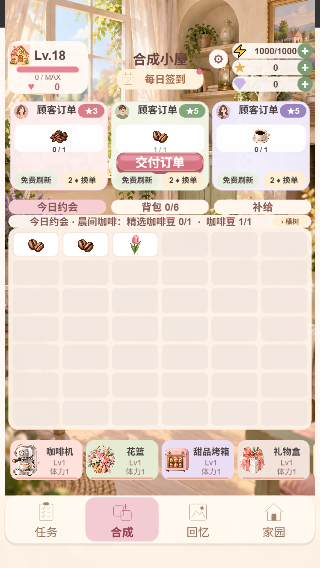 Lv.18
0 / MAX
♥ 0
合成小屋
每日签到
1000/1000 +
0 +
0 +
顾客订单 ★3
0 / 1
免费刷新 2♦换单
顾客订单 ★5
1 / 1
交付订单
免费刷新 2♦换单
顾客订单 ★5
0 / 1
免费刷新 2♦换单
今日约会
背包 0/6
补给
今日约会 · 晨间咖啡：精选咖啡豆 0/1 · 咖啡豆 1/1
咖啡机
Lv1
体力1
花篮
Lv1
体力1
甜品烤箱
Lv1
体力1
礼物盒
Lv1
体力1
任务
合成
回忆
家园